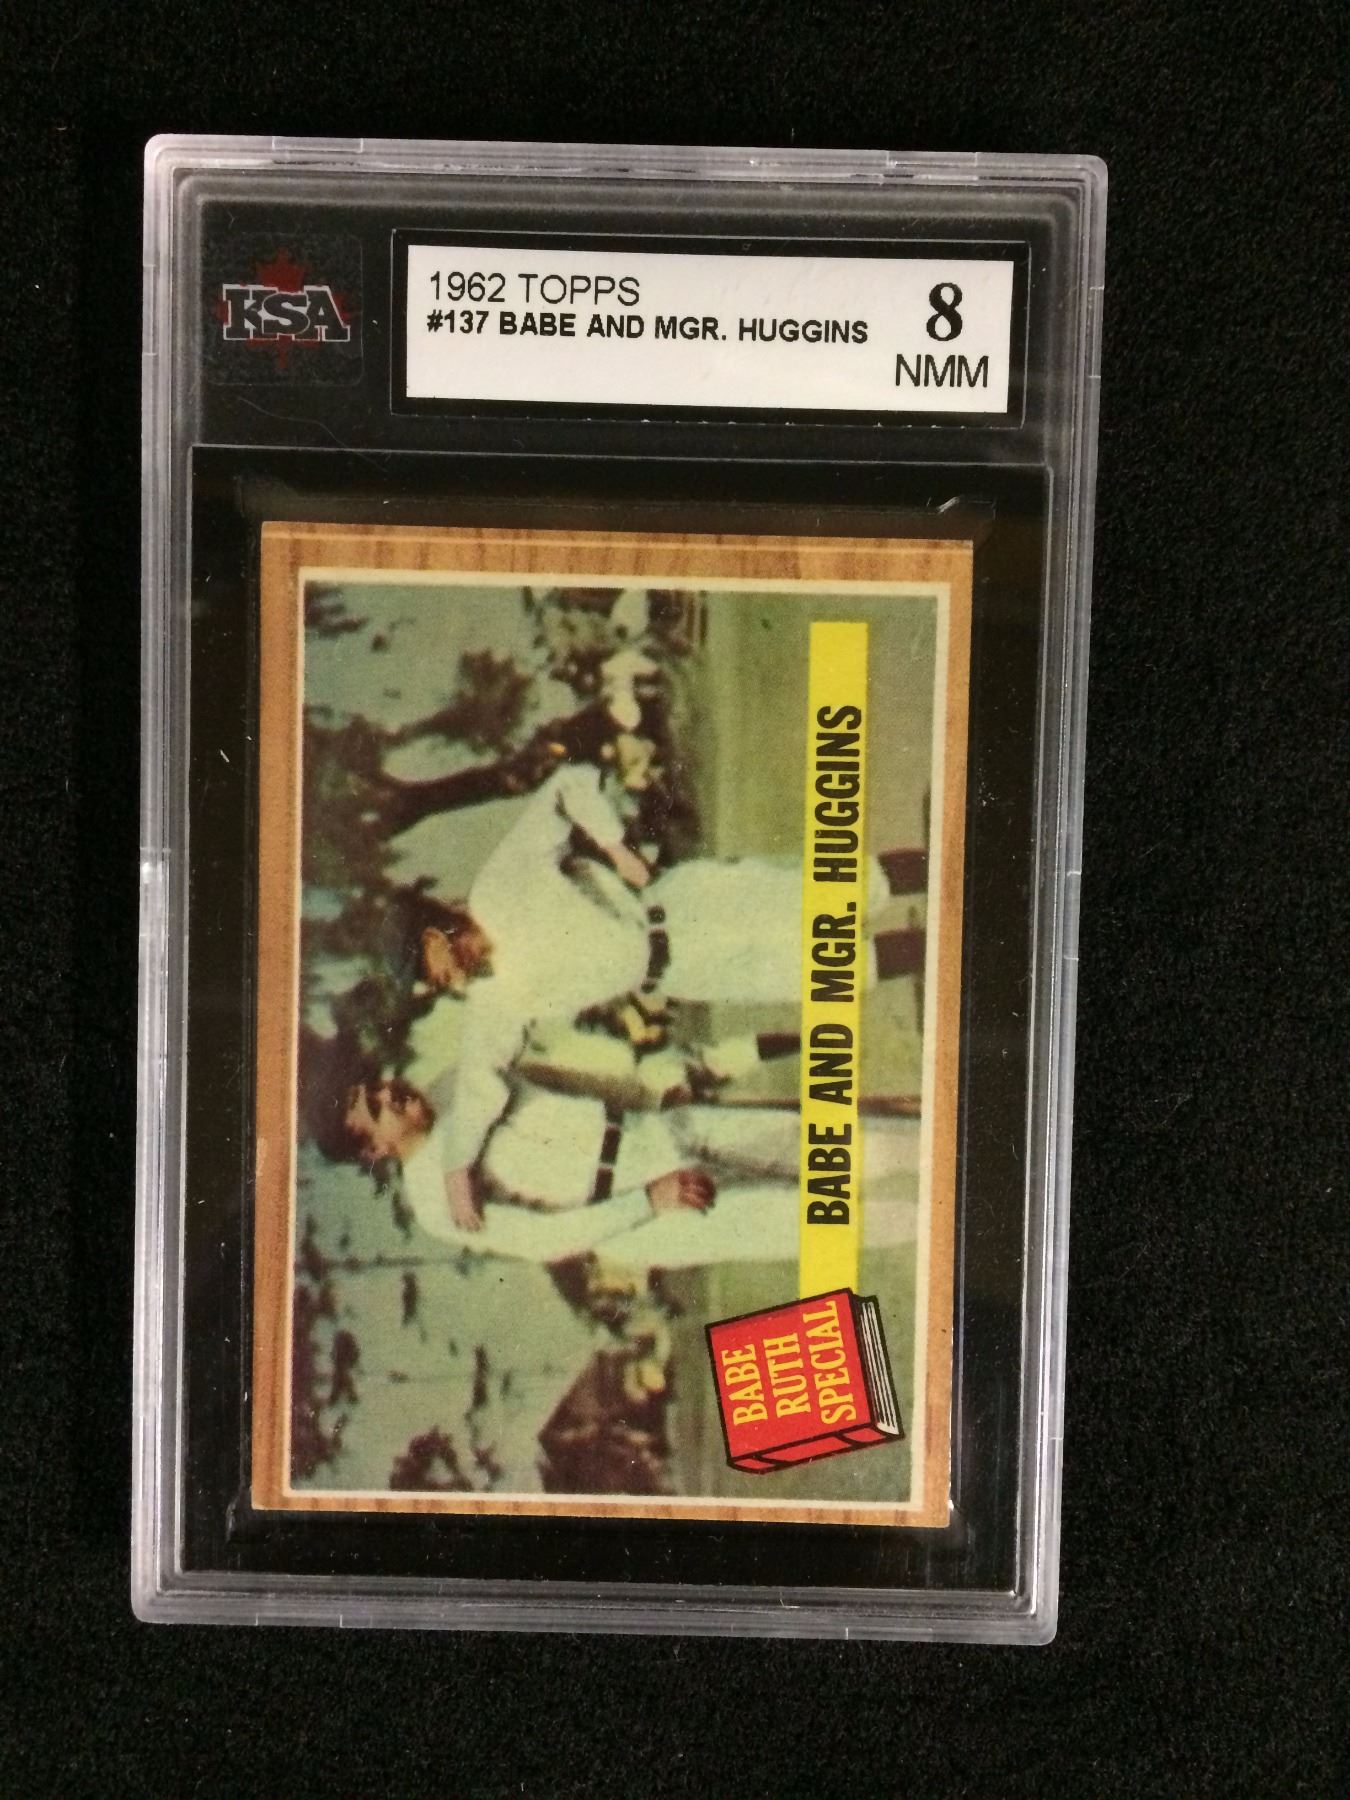 KSA
1962 TOPPS
#137 BABE AND MGR. HUGGINS
8
NMM
BABE AND MGR. HUGGINS
BABE
RUTH
SPECIAL